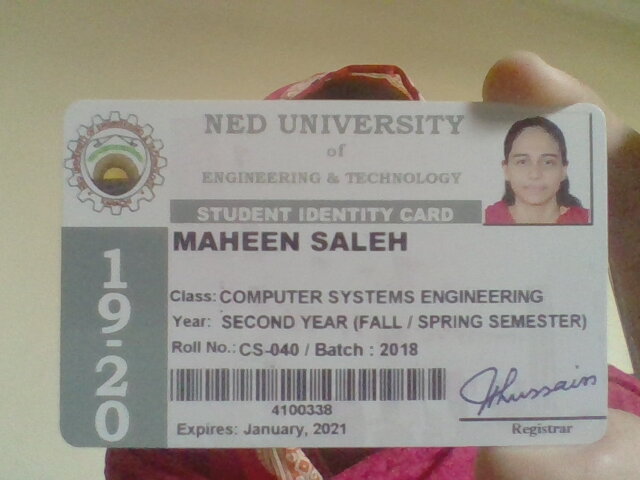 NED UNIVERSITY
of
ENGINEERING & TECHNOLOGY
STUDENT IDENTITY CARD
MAHEEN SALEH
19-20
Class: COMPUTER SYSTEMS ENGINEERING
Year: SECOND YEAR (FALL / SPRING SEMESTER)
Roll No.: CS-040 / Batch : 2018
4100338
Expires: January, 2021
Registrar